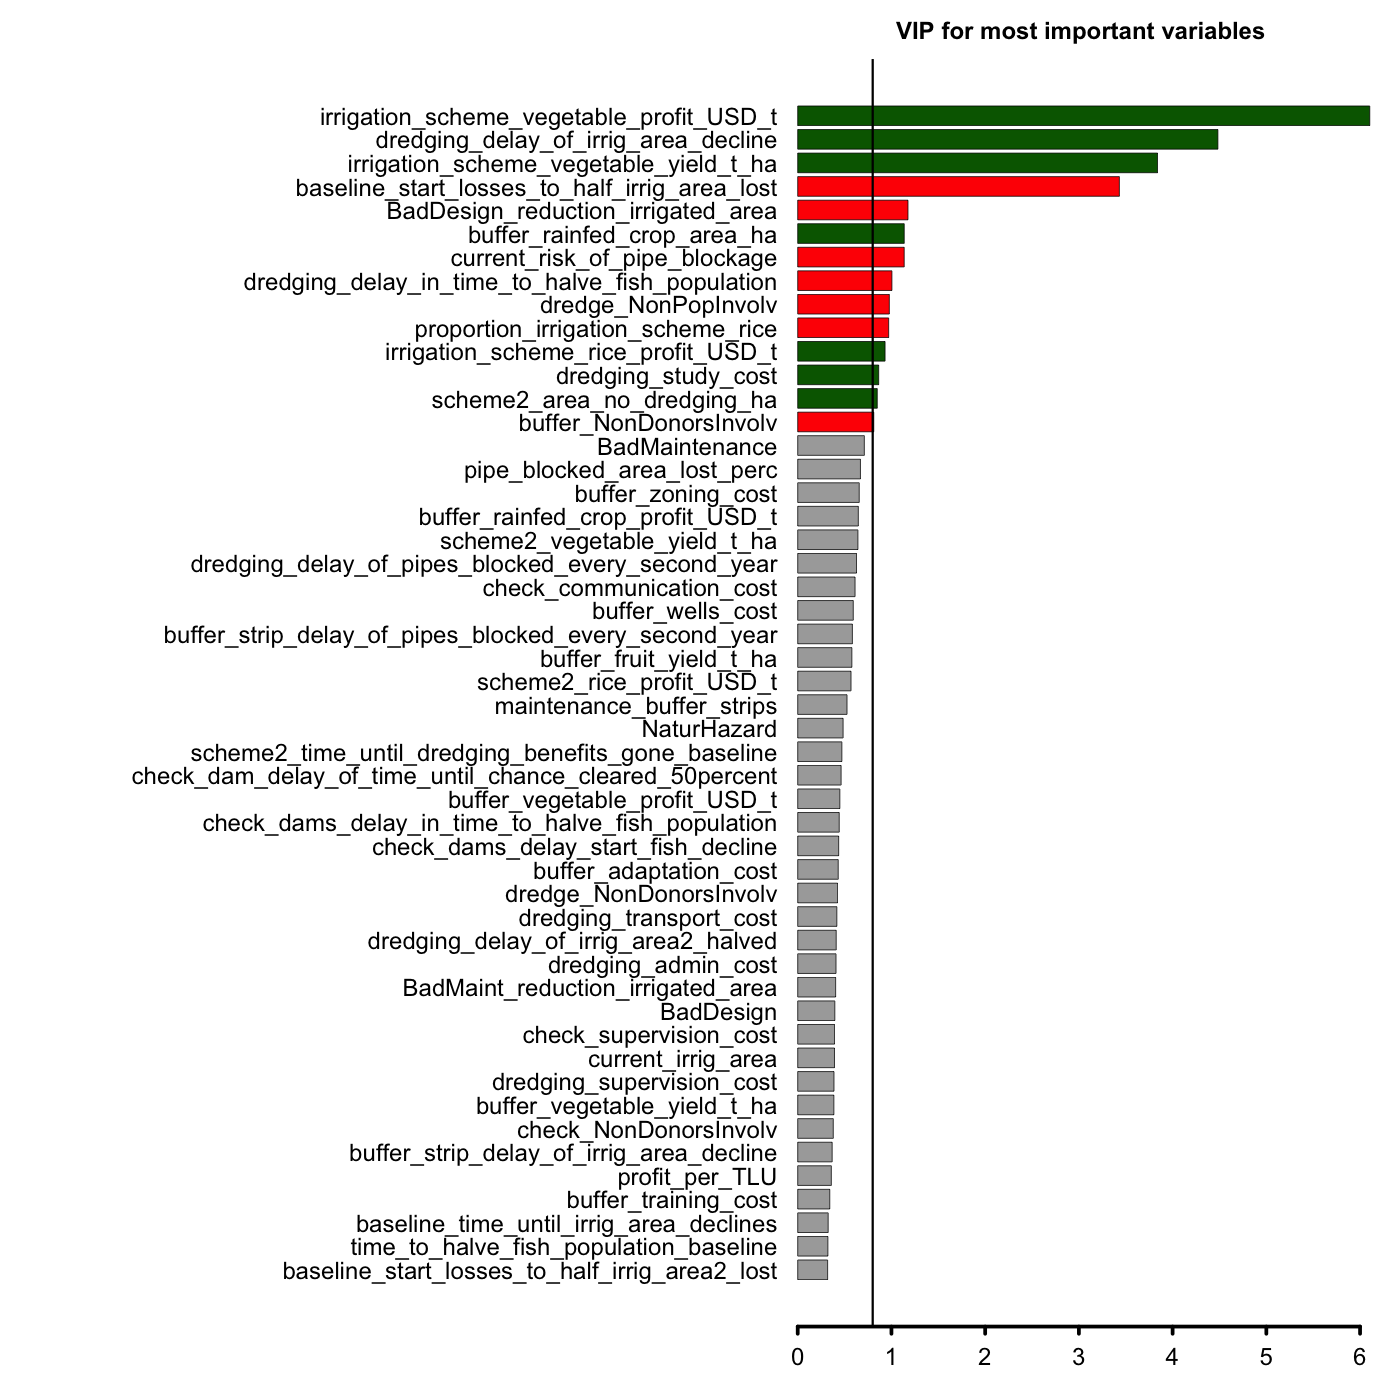 VIP for most important variables
irrigation_scheme_vegetable_profit_USD_t
dredging_delay_of_irrig_area_decline
irrigation_scheme_vegetable_yield_t_ha
baseline_start_losses_to_half_irrig_area_lost
BadDesign_reduction_irrigated_area
buffer_rainfed_crop_area_ha
current_risk_of_pipe_blockage
dredging_delay_in_time_to_halve_fish_population
dredge_NonPopInvolv
proportion_irrigation_scheme_rice
irrigation_scheme_rice_profit_USD_t
dredging_study_cost
scheme2_area_no_dredging_ha
buffer_NonDonorsInvolv
BadMaintenance
pipe_blocked_area_lost_perc
buffer_zoning_cost
buffer_rainfed_crop_profit_USD_t
scheme2_vegetable_yield_t_ha
dredging_delay_of_pipes_blocked_every_second_year
check_communication_cost
buffer_wells_cost
buffer_strip_delay_of_pipes_blocked_every_second_year
buffer_fruit_yield_t_ha
scheme2_rice_profit_USD_t
maintenance_buffer_strips
NaturHazard
scheme2_time_until_dredging_benefits_gone_baseline
check_dam_delay_of_time_until_chance_cleared_50percent
buffer_vegetable_profit_USD_t
check_dams_delay_in_time_to_halve_fish_population
check_dams_delay_start_fish_decline
buffer_adaptation_cost
dredge_NonDonorsInvolv
dredging_transport_cost
dredging_delay_of_irrig_area2_halved
dredging_admin_cost
BadMaint_reduction_irrigated_area
BadDesign
check_supervision_cost
current_irrig_area
dredging_supervision_cost
buffer_vegetable_yield_t_ha
check_NonDonorsInvolv
buffer_strip_delay_of_irrig_area_decline
profit_per_TLU
buffer_training_cost
baseline_time_until_irrig_area_declines
time_to_halve_fish_population_baseline
baseline_start_losses_to_half_irrig_area2_lost
0 1 2 3 4 5 6